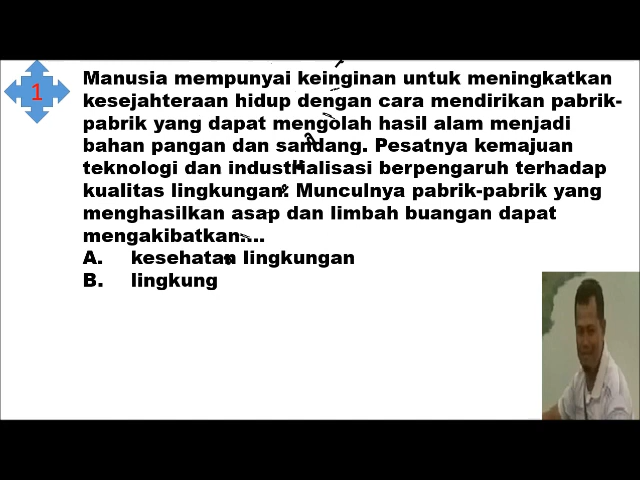 1
Manusia mempunyai keinginan untuk meningkatkan
kesejahteraan hidup dengan cara mendirikan pabrik-
pabrik yang dapat mengolah hasil alam menjadi
bahan pangan dan sandang. Pesatnya kemajuan
teknologi dan industrialisasi berpengaruh terhadap
kualitas lingkungan. Munculnya pabrik-pabrik yang
menghasilkan asap dan limbah buangan dapat
mengakibatkan....
A. kesehatan lingkungan
B. lingkung